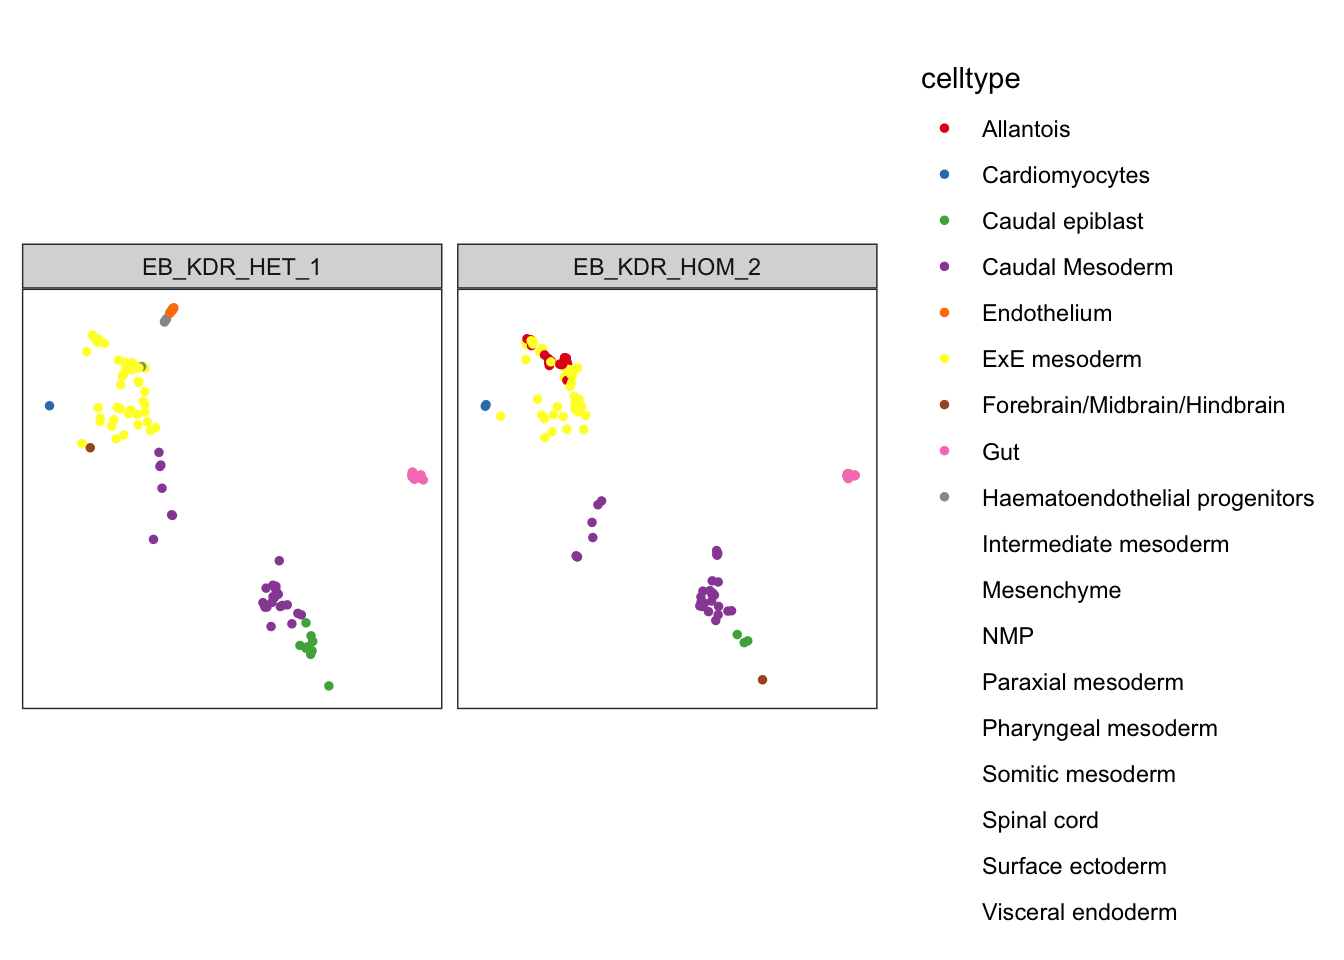 EB_KDR_HET_1
EB_KDR_HOM_2
celltype
Allantois
Cardiomyocytes
Caudal epiblast
Caudal Mesoderm
Endothelium
ExE mesoderm
Forebrain/Midbrain/Hindbrain
Gut
Haematoendothelial progenitors
Intermediate mesoderm
Mesenchyme
NMP
Paraxial mesoderm
Pharyngeal mesoderm
Somitic mesoderm
Spinal cord
Surface ectoderm
Visceral endoderm